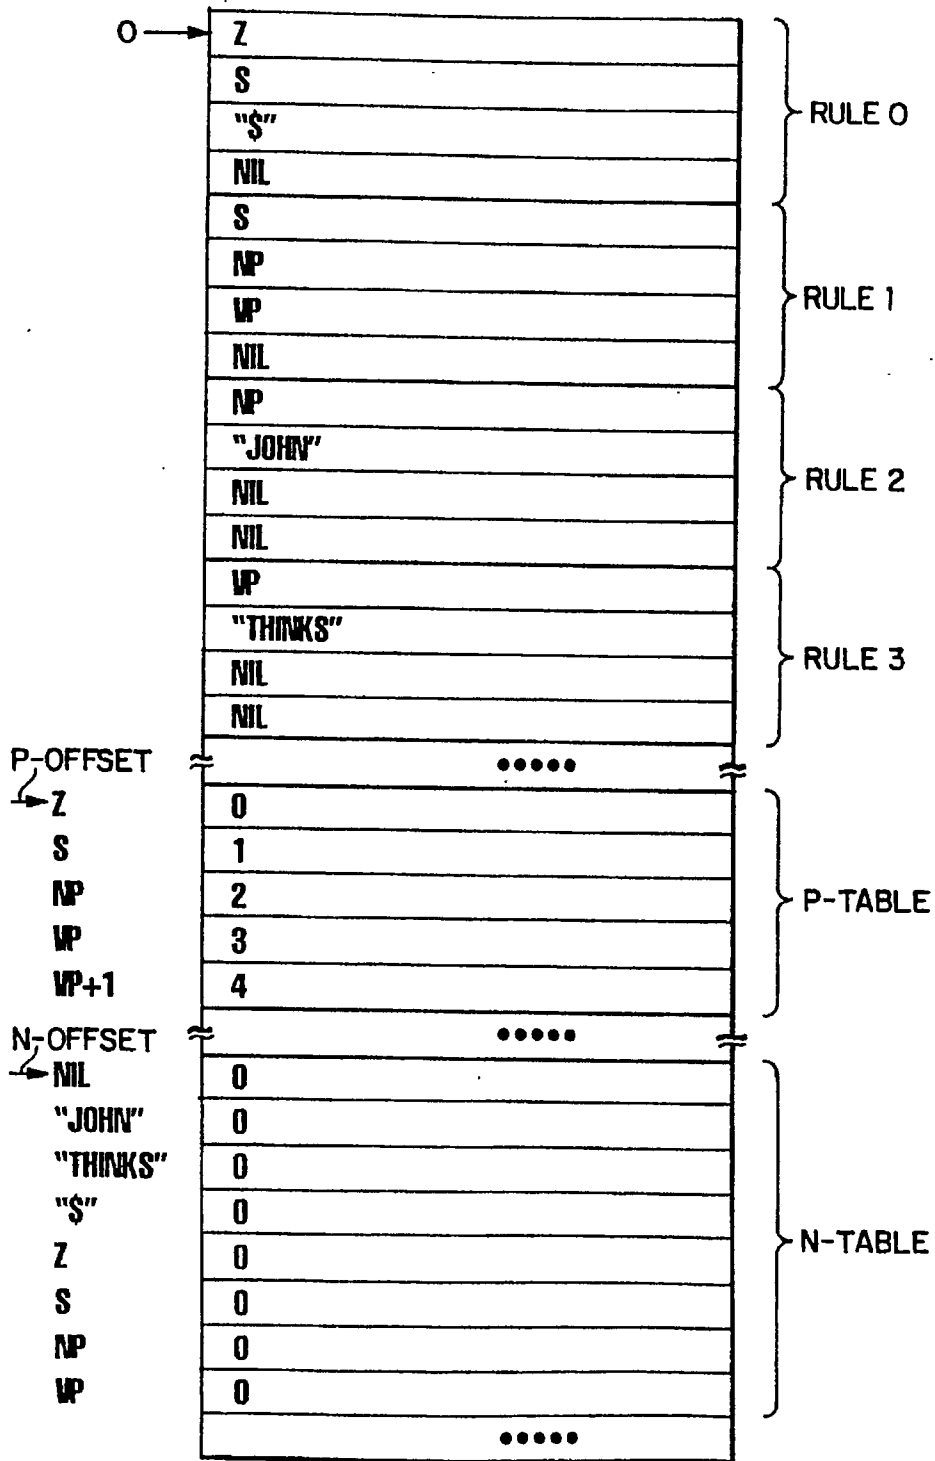 0 Z
S
"$"
NIL
RULE 0
S
NP
VP
NIL
RULE 1
NP
"JOHN"
NIL
NIL
RULE 2
VP
"THINKS"
NIL
NIL
RULE 3
•••••
P-OFFSET
Z 0
S 1
NP 2
VP 3
VP+1 4
P-TABLE
•••••
N-OFFSET
NIL 0
"JOHN" 0
"THINKS" 0
"$" 0
Z 0
S 0
NP 0
VP 0
N-TABLE
•••••